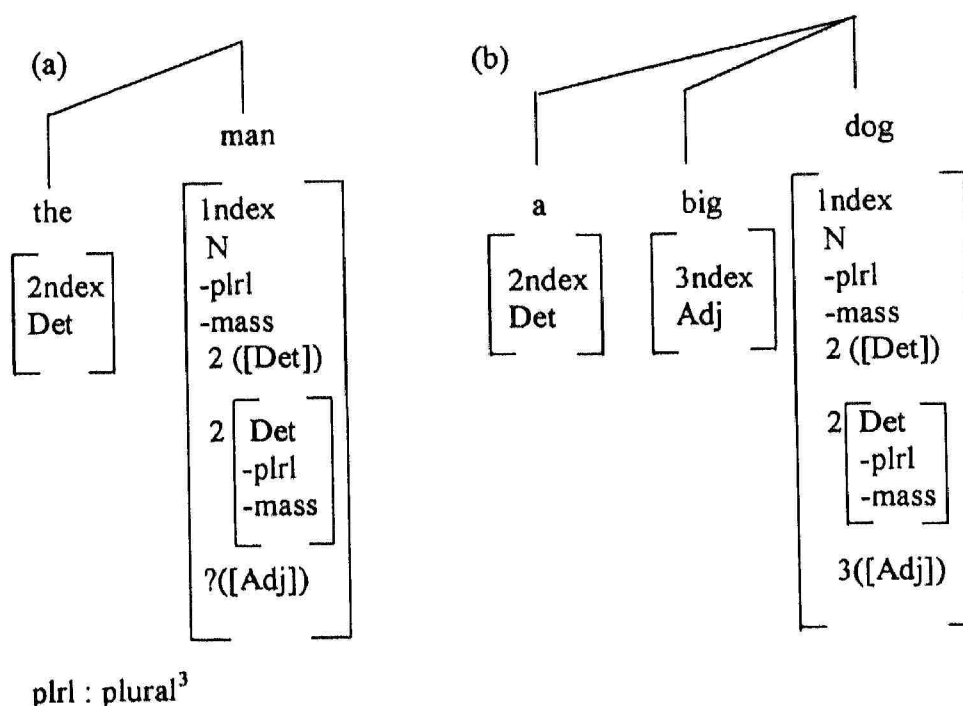 (a)
man
the
1ndex
N
-plrl
-mass
2 ([Det])
2 Det
-plrl
-mass
?([Adj])
2ndex
Det
(b)
dog
a
big
2ndex
Det
3ndex
Adj
1ndex
N
-plrl
-mass
2 ([Det])
2 Det
-plrl
-mass
3([Adj])
plrl : plural³